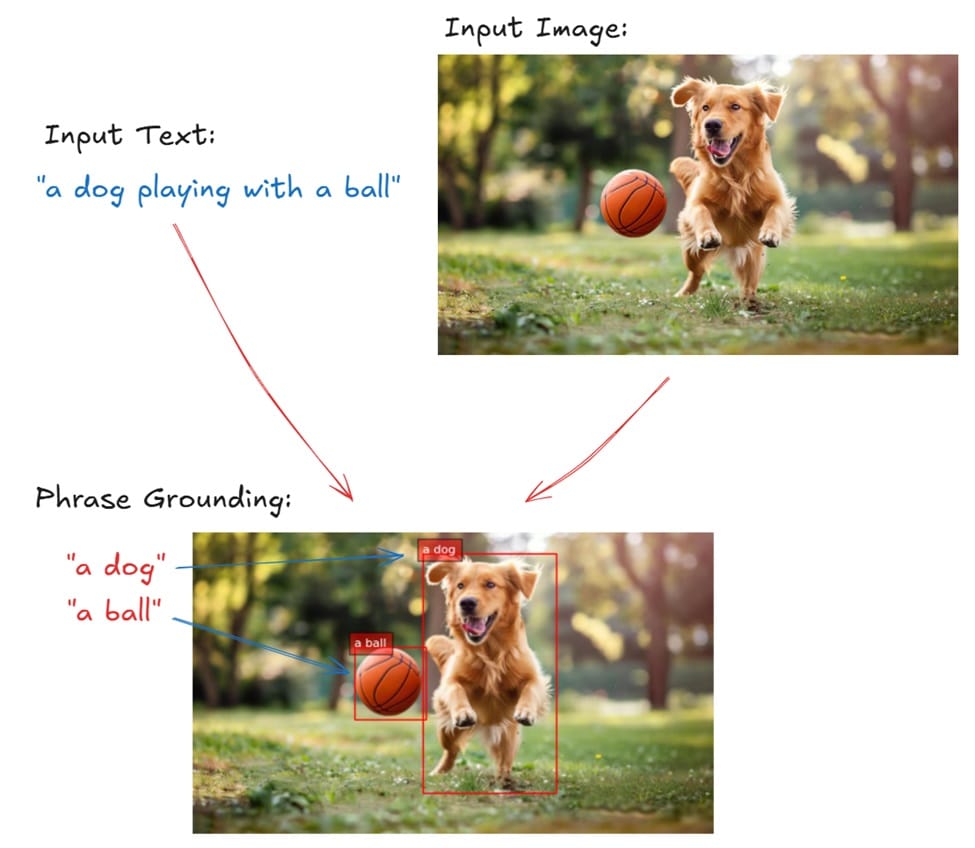 Input Image:
Input Text:
"a dog playing with a ball"
Phrase Grounding:
"a dog"
"a ball"
a dog
a ball